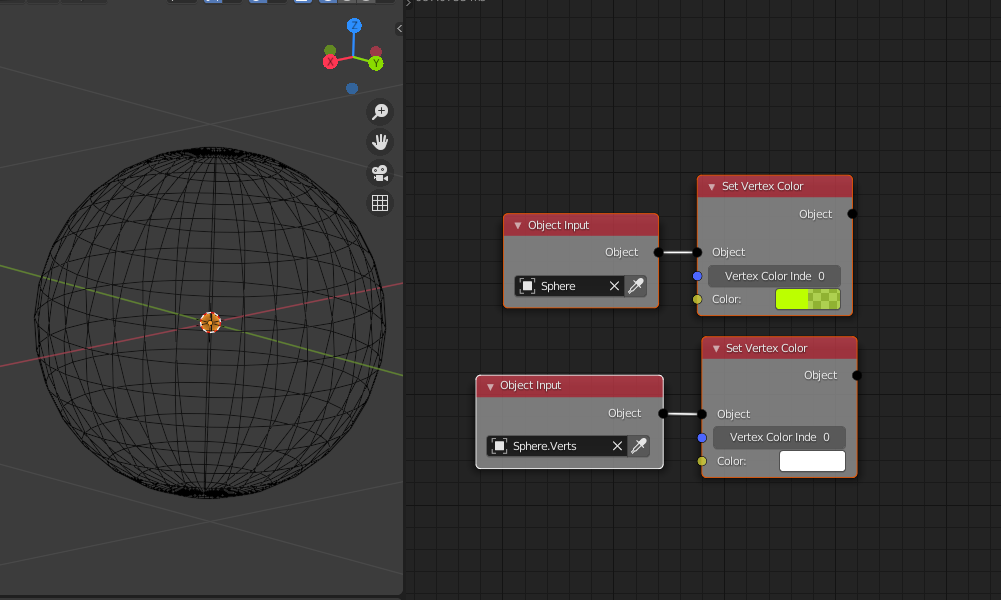 Z
X
Y
Set Vertex Color
Object
Object Input
Object
Object
Vertex Color Inde 0
Sphere
Color:
Set Vertex Color
Object
Object Input
Object
Object
Vertex Color Inde 0
Sphere.Verts
Color: